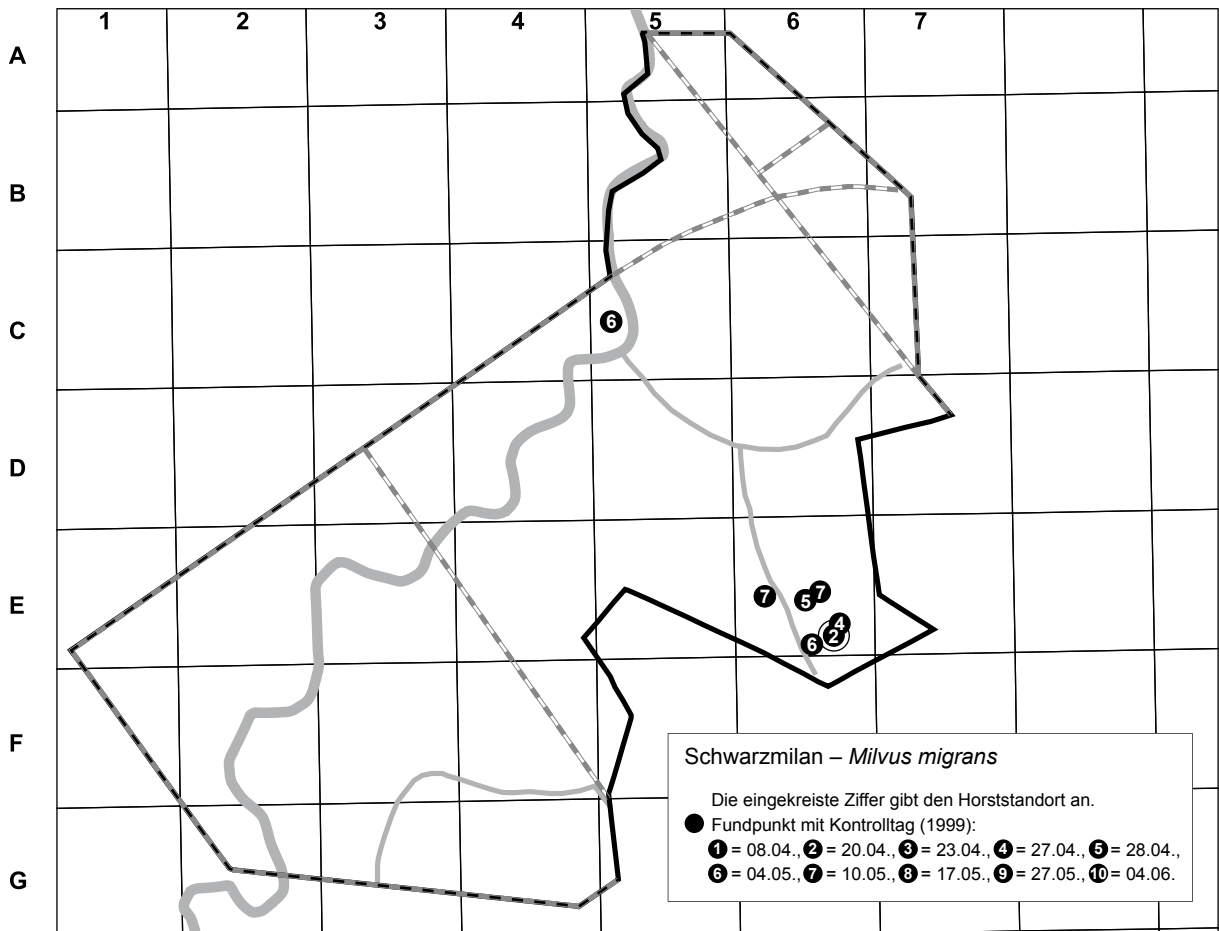 1 2 3 4 5 6 7
A
B
C
6
D
E
7 5 7
4
2
6
F
G
Schwarzmilan – Milvus migrans
Die eingekreiste Ziffer gibt den Horststandort an.
Fundpunkt mit Kontrolltag (1999):
1 = 08.04., 2 = 20.04., 3 = 23.04., 4 = 27.04., 5 = 28.04.,
6 = 04.05., 7 = 10.05., 8 = 17.05., 9 = 27.05., 10 = 04.06.